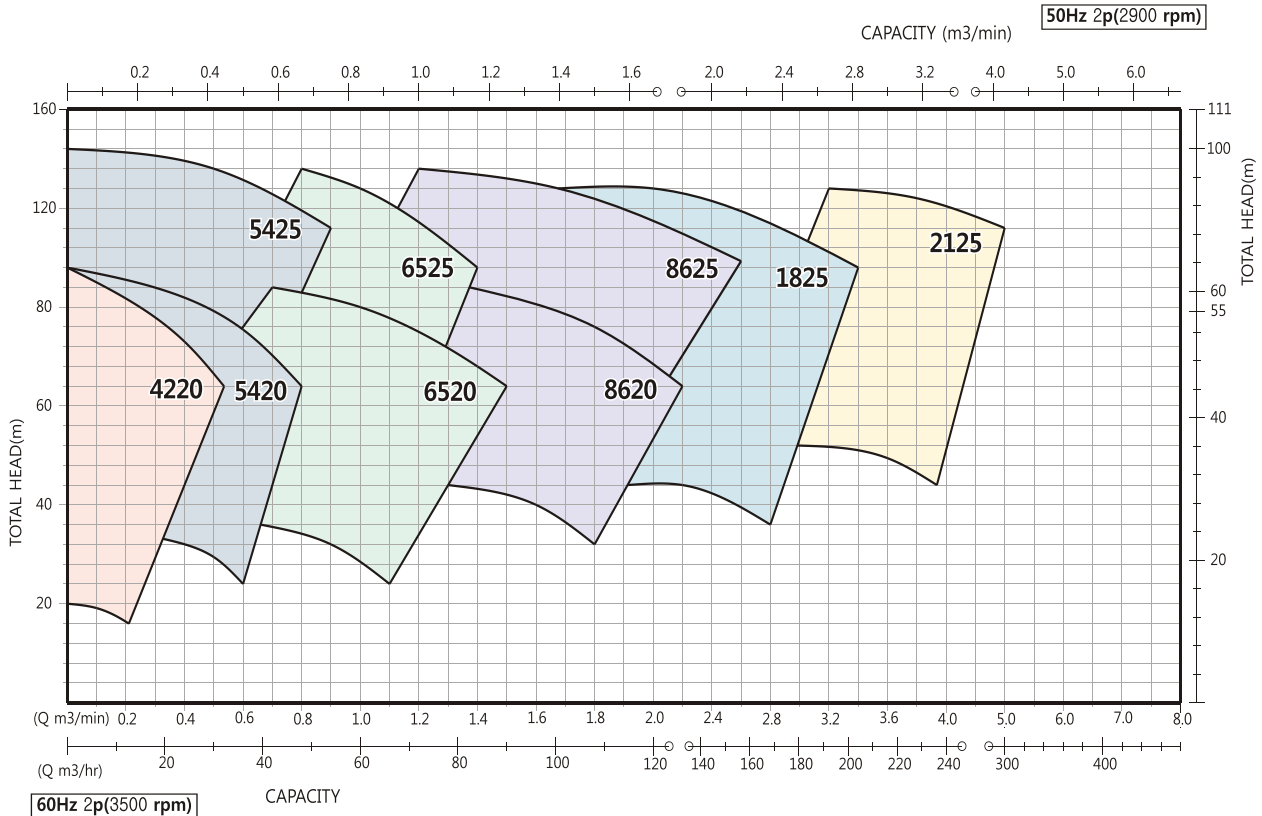 50Hz 2p(2900 rpm)
CAPACITY (m3/min)
0.2 0.4 0.6 0.8 1.0 1.2 1.4 1.6 2.0 2.4 2.8 3.2 4.0 5.0 6.0
160 111
100
120
TOTAL HEAD(m)
5425 2125
6525 8625 1825
80 60
55
4220 5420 6520 8620
60 40
TOTAL HEAD(m)
40
20
20
(Q m3/min) 0.2 0.4 0.6 0.8 1.0 1.2 1.4 1.6 1.8 2.0 2.4 2.8 3.2 3.6 4.0 5.0 6.0 7.0 8.0
(Q m3/hr) 20 40 60 80 100 120 140 160 180 200 220 240 300 400
CAPACITY
60Hz 2p(3500 rpm)